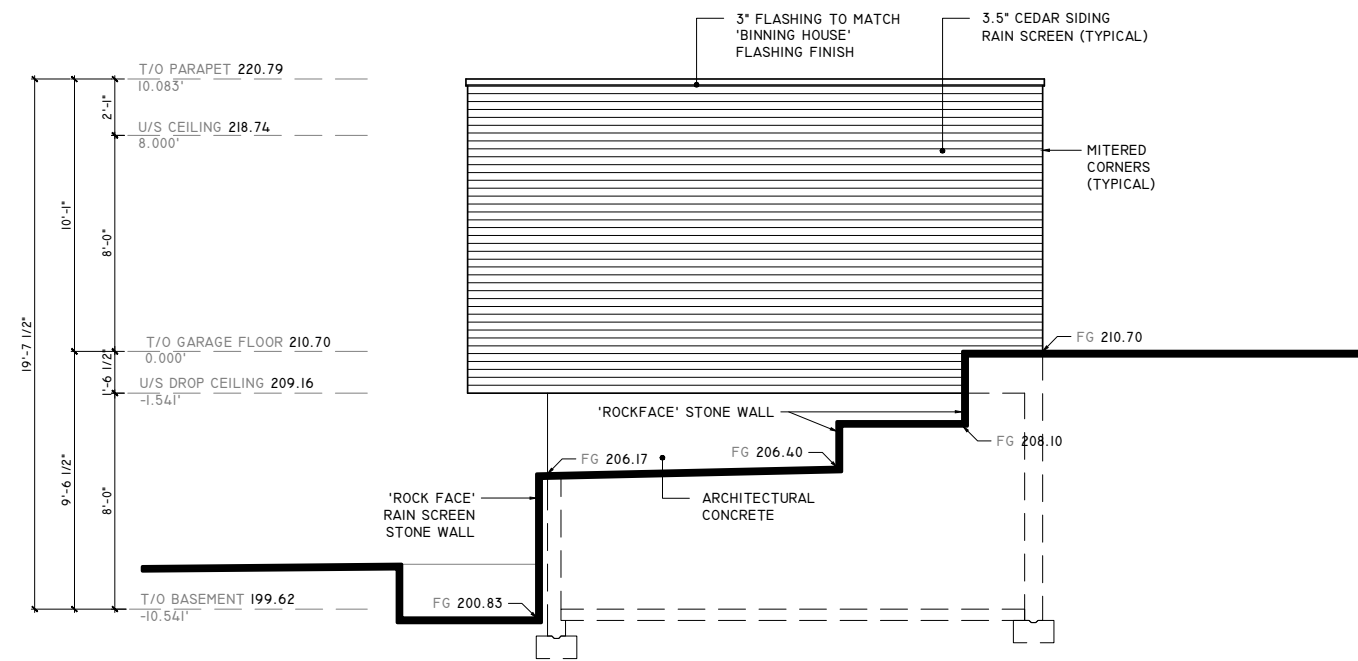 3" FLASHING TO MATCH
'BINNING HOUSE'
FLASHING FINISH
3.5" CEDAR SIDING
RAIN SCREEN (TYPICAL)
T/O PARAPET 220.79
10.083'
2'-1"
U/S CEILING 218.74
8.000'
MITERED
CORNERS
(TYPICAL)
10'-1"
8'-0"
19'-7 1/2"
T/O GARAGE FLOOR 210.70
0.000'
FG 210.70
1'-6 1/2"
U/S DROP CEILING 209.16
-1.541'
'ROCKFACE' STONE WALL
FG 208.10
FG 206.17
FG 206.40
9'-6 1/2"
8'-0"
'ROCK FACE'
RAIN SCREEN
STONE WALL
ARCHITECTURAL
CONCRETE
T/O BASEMENT 199.62
-10.541'
FG 200.83